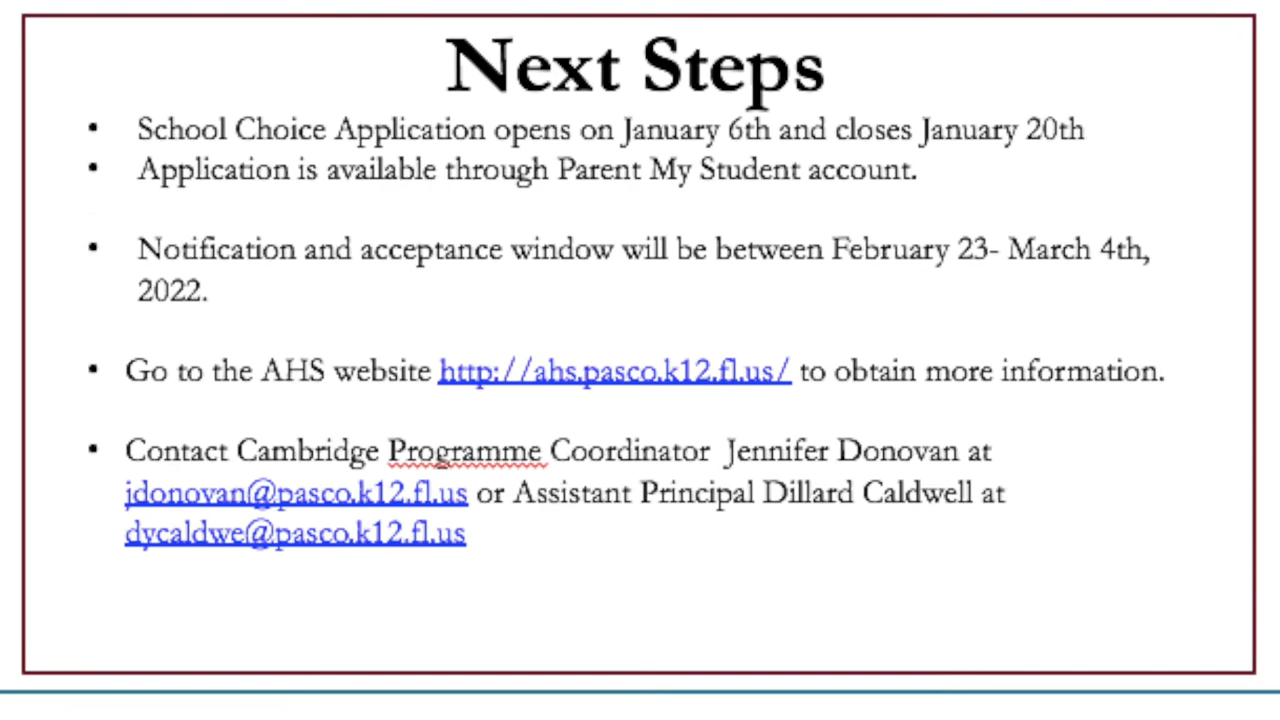 Next Steps
• School Choice Application opens on January 6th and closes January 20th
• Application is available through Parent My Student account.
• Notification and acceptance window will be between February 23- March 4th,
2022.
• Go to the AHS website http://ahs.pasco.k12.fl.us/ to obtain more information.
• Contact Cambridge Programme Coordinator Jennifer Donovan at
jdonovan@pasco.k12.fl.us or Assistant Principal Dillard Caldwell at
dycaldwe@pasco.k12.fl.us